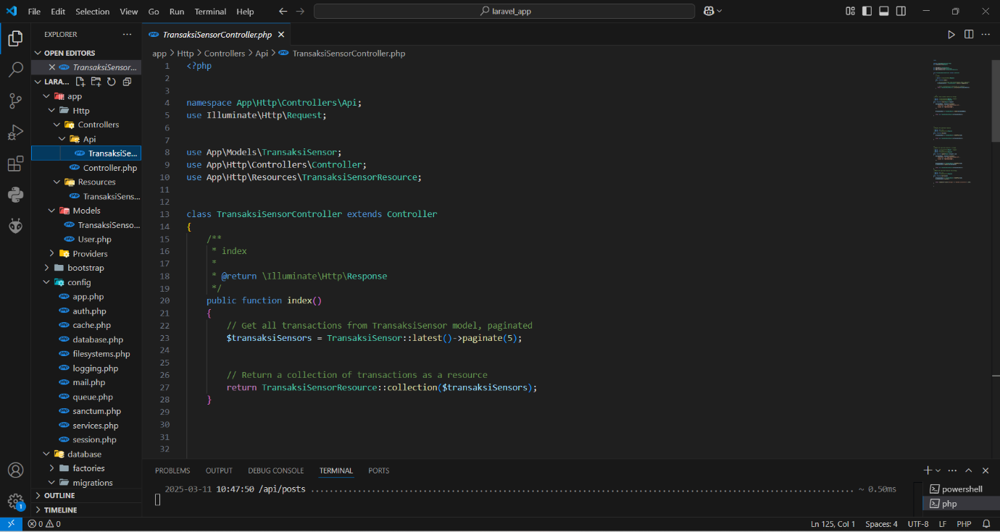 File Edit Selection View Go Run Terminal Help
laravel_app
EXPLORER
OPEN EDITORS
TransaksiSensor...
LARA...
app
Http
Controllers
Api
TransaksiSe...
Controller.php
Resources
TransaksiSens...
Models
TransaksiSenso...
User.php
Providers
bootstrap
config
app.php
auth.php
cache.php
database.php
filesystems.php
logging.php
mail.php
queue.php
sanctum.php
services.php
session.php
database
factories
migrations
OUTLINE
TIMELINE
TransaksiSensorController.php
app > Http > Controllers > Api > TransaksiSensorController.php
1 <?php
2
3
4 namespace App\Http\Controllers\Api;
5 use Illuminate\Http\Request;
6
7
8 use App\Models\TransaksiSensor;
9 use App\Http\Controllers\Controller;
10 use App\Http\Resources\TransaksiSensorResource;
11
12
13 class TransaksiSensorController extends Controller
14 {
15 /**
16 * index
17 *
18 * @return \Illuminate\Http\Response
19 */
20 public function index()
21 {
22 // Get all transactions from TransaksiSensor model, paginated
23 $transaksiSensors = TransaksiSensor::latest()->paginate(5);
24
25
26 // Return a collection of transactions as a resource
27 return TransaksiSensorResource::collection($transaksiSensors);
28 }
29
30
31
32
PROBLEMS OUTPUT DEBUG CONSOLE TERMINAL PORTS
2025-03-11 10:47:50 /api/posts ........................................ ~ 0.50ms
powershell
php
1
0 0 Ln 125, Col 1 Spaces: 4 UTF-8 LF PHP